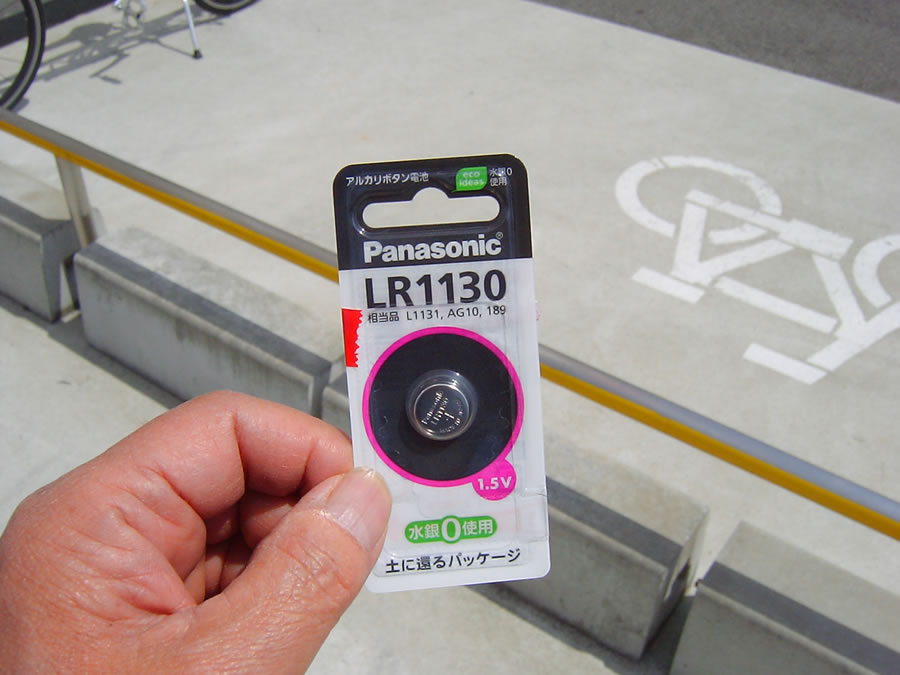 アルカリボタン電池
eco
ideas
水銀0
使用
Panasonic®
LR1130
相当品 L1131, AG10, 189
Panasonic
LR1130
1.5V
水銀0使用
土に還るパッケージ